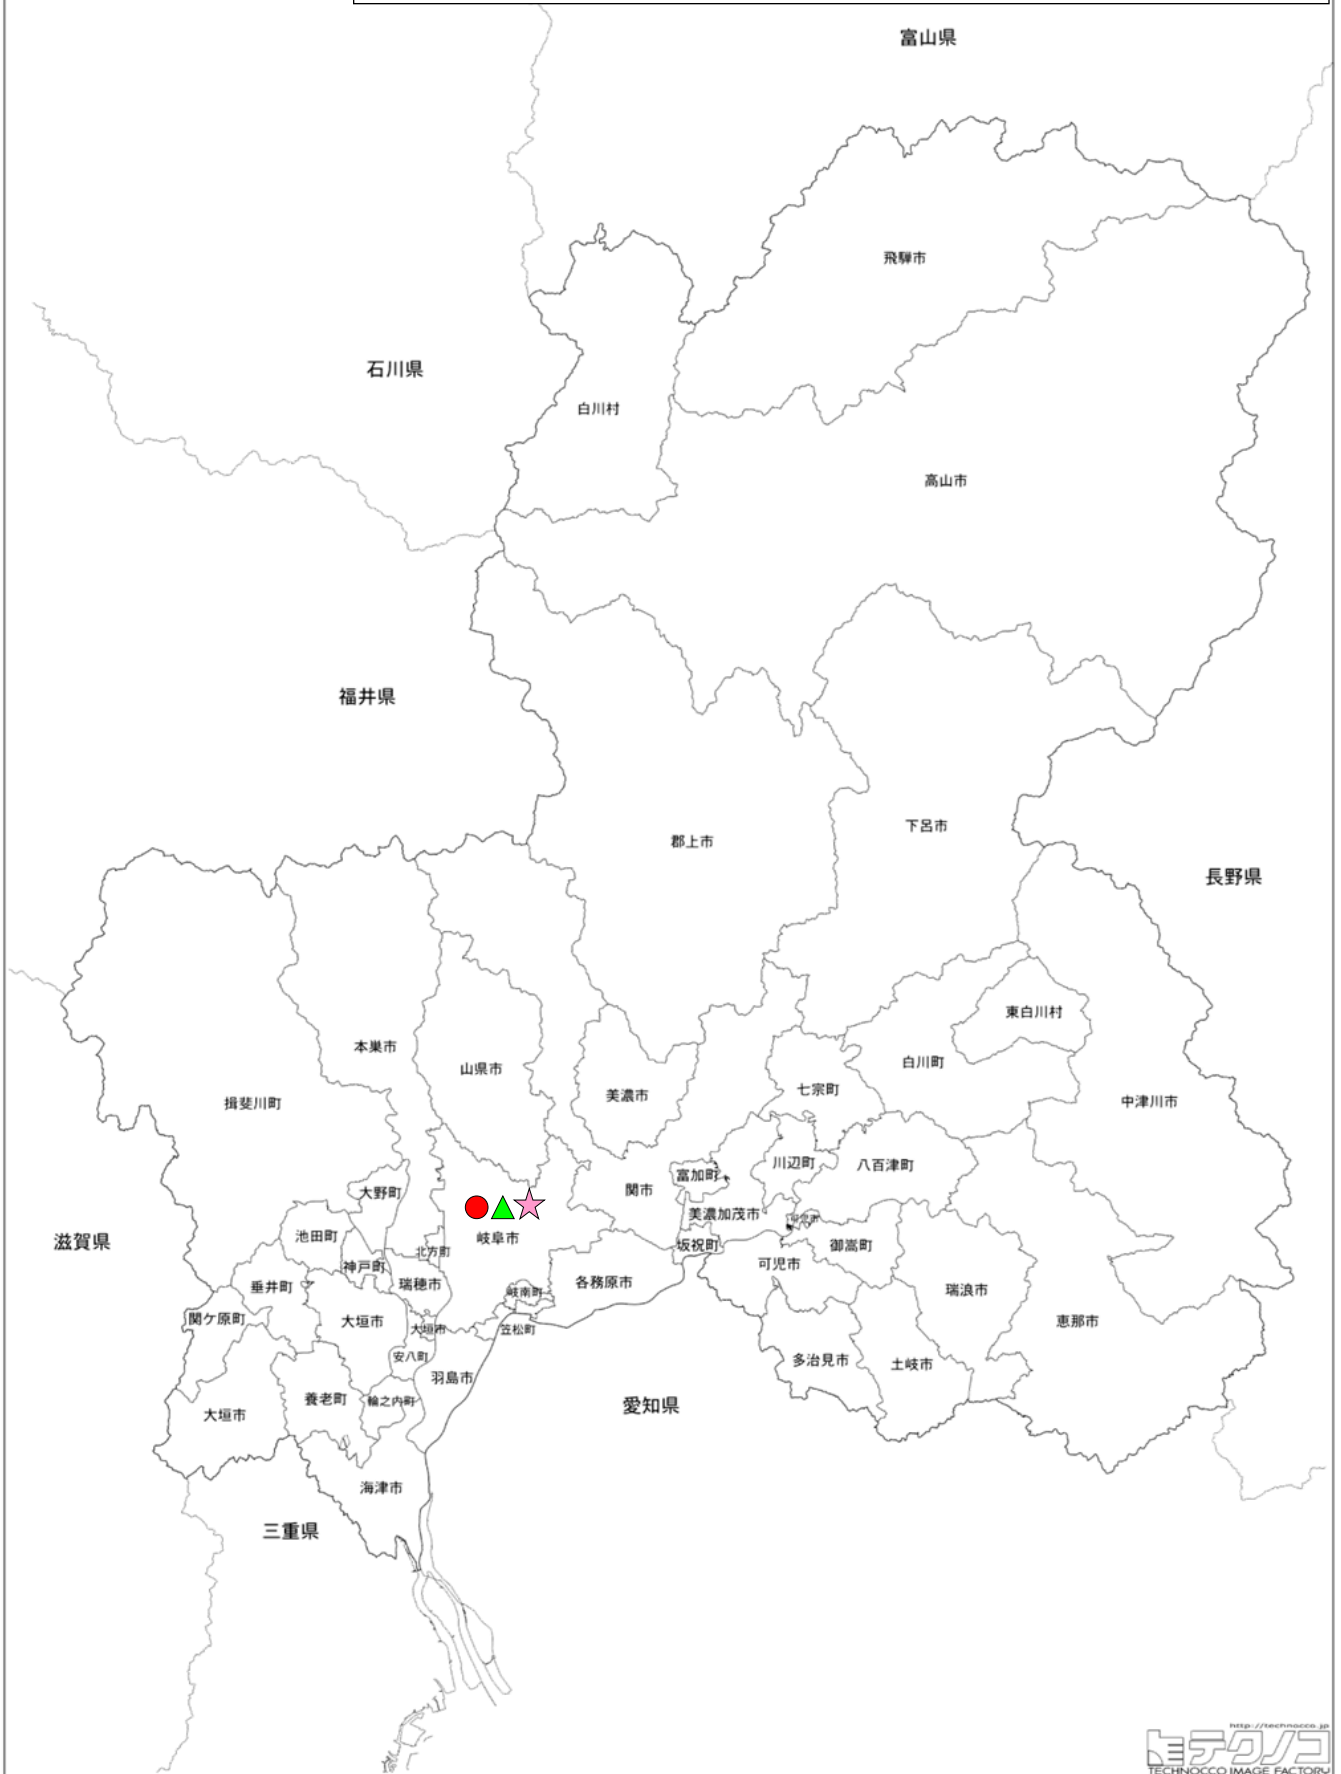 富山県
飛騨市
石川県
白川村
高山市
福井県
郡上市
下呂市
長野県
東白川村
本巣市
山県市
白川町
美濃市
七宗町
揖斐川町
中津川市
川辺町
八百津町
富加町
関市
大野町
美濃加茂市
可児市
池田町
岐阜市
滋賀県
坂祝町
御嵩町
北方町
神戸町
可児市
垂井町
瑞穂市
各務原市
瑞浪市
岐南町
関ケ原町
大垣市
大垣市
笠松町
恵那市
安八町
多治見市
土岐市
羽島市
養老町
輪之内町
愛知県
大垣市
海津市
三重県
http://technocco.jp
テクノコ
TECHNOCCO IMAGE FACTORY